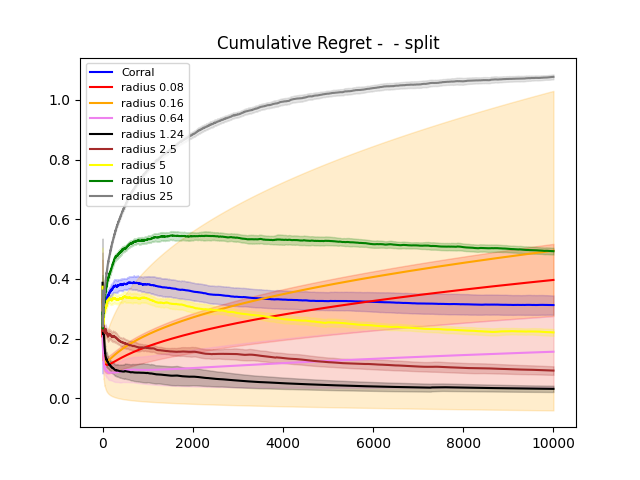 Cumulative Regret -  - split
Corral
radius 0.08
radius 0.16
radius 0.64
radius 1.24
radius 2.5
radius 5
radius 10
radius 25
1.0
0.8
0.6
0.4
0.2
0.0
0 2000 4000 6000 8000 10000